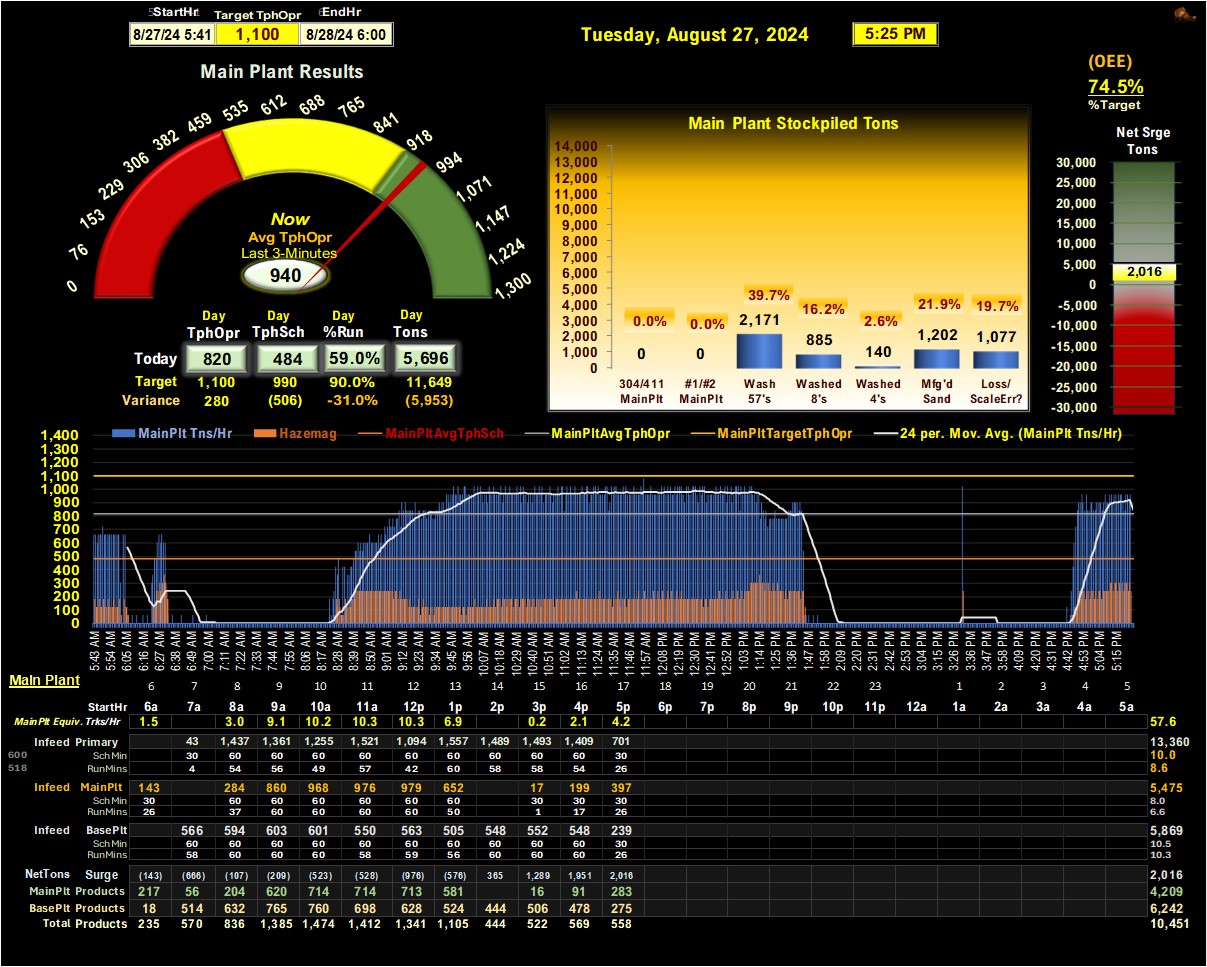 StartHr Target TphOpr EndHr
8/27/24 5:41 1,100 8/28/24 6:00
Tuesday, August 27, 2024 5:25 PM
(OEE)
74.5%
%Target
Main Plant Results
0 76 153 229 306 382 459 535 612 688 765 841 918 994 1,071 1,147 1,224 1,300
Now
Avg TphOpr
Last 3-Minutes
940
Day Day Day Day
TphOpr TphSch %Run Tons
Today 820 484 59.0% 5,696
Target 1,100 990 90.0% 11,649
Variance 280 (506) -31.0% (5,953)
Main Plant Stockpiled Tons
14,000
13,000
12,000
11,000
10,000
9,000
8,000
7,000
6,000
5,000
4,000
3,000
2,000
1,000
0
0.0% 0.0% 39.7% 16.2% 2.6% 21.9% 19.7%
0 0 2,171 885 140 1,202 1,077
304/411 #1/#2 Wash Washed Washed Mfg'd Loss/
MainPlt MainPlt 57's 8's 4's Sand ScaleErr?
Net Srge
Tons
30,000
25,000
20,000
15,000
10,000
5,000
0
-5,000
-10,000
-15,000
-20,000
-25,000
-30,000
2,016
MainPlt Tns/Hr Hazemag MainPltAvgTphSch MainPltAvgTphOpr MainPltTargetTphOpr 24 per. Mov. Avg. (MainPlt Tns/Hr)
1,400
1,300
1,200
1,100
1,000
900
800
700
600
500
400
300
200
100
0
5:43 AM 5:54 AM 6:05 AM 6:16 AM 6:27 AM 6:38 AM 6:49 AM 7:00 AM 7:11 AM 7:22 AM 7:33 AM 7:44 AM 7:55 AM 8:06 AM 8:17 AM 8:28 AM 8:39 AM 8:50 AM 9:01 AM 9:12 AM 9:23 AM 9:34 AM 9:45 AM 9:56 AM 10:07 AM 10:18 AM 10:29 AM 10:40 AM 10:51 AM 11:02 AM 11:13 AM 11:24 AM 11:35 AM 11:46 AM 11:57 AM 12:08 PM 12:19 PM 12:30 PM 12:41 PM 12:52 PM 1:03 PM 1:14 PM 1:25 PM 1:36 PM 1:47 PM 1:58 PM 2:09 PM 2:20 PM 2:31 PM 2:42 PM 2:53 PM 3:04 PM 3:15 PM 3:26 PM 3:37 PM 3:48 PM 3:58 PM 4:09 PM 4:20 PM 4:31 PM 4:42 PM 4:53 PM 5:04 PM 5:15 PM
Main Plant 6 7 8 9 10 11 12 13 14 15 16 17 18 19 20 21 22 23 1 2 3 4 5
StartHr 6a 7a 8a 9a 10a 11a 12p 1p 2p 3p 4p 5p 6p 7p 8p 9p 10p 11p 12a 1a 2a 3a 4a 5a
MainPlt Equiv. Trks/Hr 1.5 3.0 9.1 10.2 10.3 10.3 6.9 0.2 2.1 4.2 57.6
Infeed Primary 43 1,437 1,361 1,255 1,521 1,094 1,557 1,489 1,493 1,409 701 13,360
600 Sch Min 30 60 60 60 60 60 60 60 60 60 30 10.0
518 RunMins 4 54 56 49 57 42 60 58 58 54 26 8.6
Infeed MainPlt 143 284 860 968 976 979 652 17 199 397 5,475
Sch Min 30 60 60 60 60 60 60 30 30 30 8.0
RunMins 26 37 60 60 60 60 50 1 17 26 6.6
Infeed BasePlt 566 594 603 601 550 563 505 548 552 548 239 5,869
Sch Min 60 60 60 60 60 60 60 60 60 60 30 10.5
RunMins 58 60 60 60 58 59 56 60 60 60 26 10.3
NetTons Surge (143) (666) (107) (209) (523) (528) (976) (576) 365 1,289 1,951 2,016 2,016
MainPlt Products 217 56 204 620 714 714 713 581 16 91 283 4,209
BasePlt Products 18 514 632 765 760 698 628 524 444 506 478 275 6,242
Total Products 235 570 836 1,385 1,474 1,412 1,341 1,105 444 522 569 558 10,451